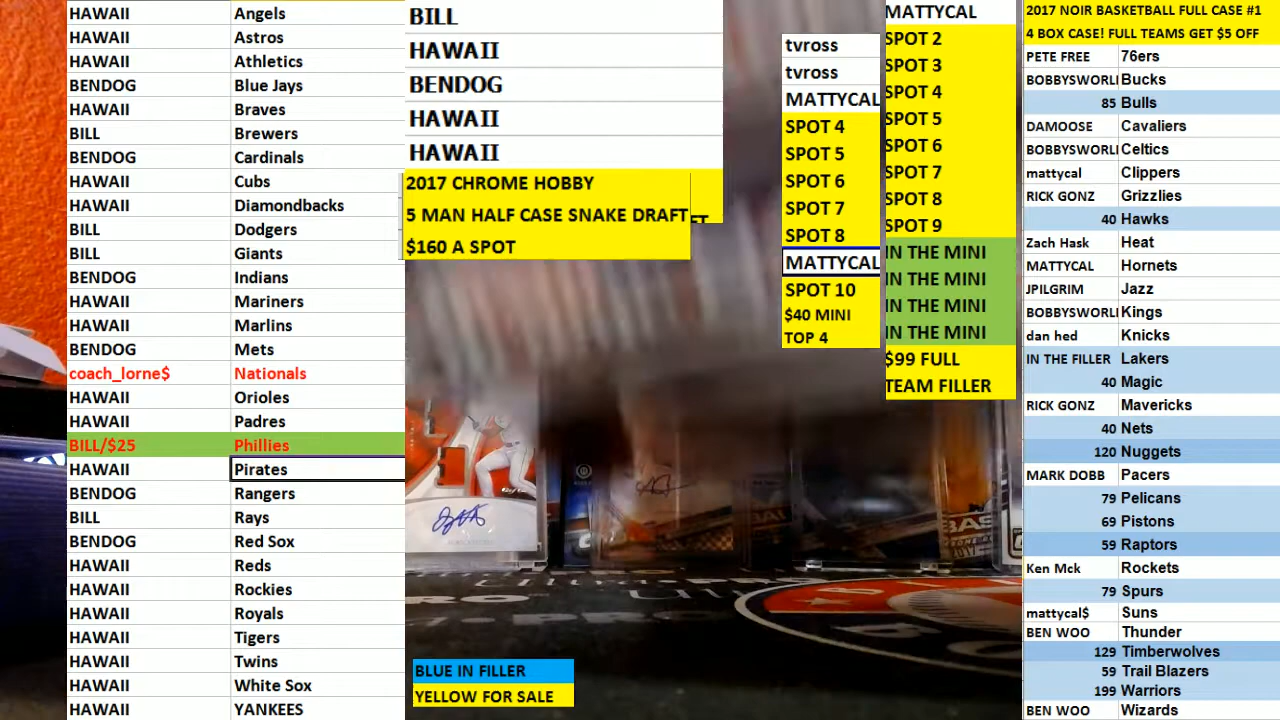 HAWAII Angels
HAWAII Astros
HAWAII Athletics
BENDOG Blue Jays
HAWAII Braves
BILL Brewers
BENDOG Cardinals
HAWAII Cubs
HAWAII Diamondbacks
BILL Dodgers
BILL Giants
BENDOG Indians
HAWAII Mariners
HAWAII Marlins
BENDOG Mets
coach_lorne$ Nationals
HAWAII Orioles
HAWAII Padres
BILL/$25 Phillies
HAWAII Pirates
BENDOG Rangers
BILL Rays
BENDOG Red Sox
HAWAII Reds
HAWAII Rockies
HAWAII Royals
HAWAII Tigers
HAWAII Twins
HAWAII White Sox
HAWAII YANKEES
BILL
HAWAII
BENDOG
HAWAII
HAWAII
2017 CHROME HOBBY
5 MAN HALF CASE SNAKE DRAFT
$160 A SPOT
BLUE IN FILLER
YELLOW FOR SALE
tvross
tvross
MATTYCAL
SPOT 4
SPOT 5
SPOT 6
SPOT 7
SPOT 8
MATTYCAL
SPOT 10
$40 MINI
TOP 4
MATTYCAL
SPOT 2
SPOT 3
SPOT 4
SPOT 5
SPOT 6
SPOT 7
SPOT 8
SPOT 9
IN THE MINI
IN THE MINI
IN THE MINI
IN THE MINI
$99 FULL
TEAM FILLER
2017 NOIR BASKETBALL FULL CASE #1
4 BOX CASE! FULL TEAMS GET $5 OFF
PETE FREE 76ers
BOBBYSWORL Bucks
85 Bulls
DAMOOSE Cavaliers
BOBBYSWORL Celtics
mattycal Clippers
RICK GONZ Grizzlies
40 Hawks
Zach Hask Heat
MATTYCAL Hornets
JPILGRIM Jazz
BOBBYSWORL Kings
dan hed Knicks
IN THE FILLER Lakers
40 Magic
RICK GONZ Mavericks
40 Nets
120 Nuggets
MARK DOBB Pacers
79 Pelicans
69 Pistons
59 Raptors
Ken Mck Rockets
79 Spurs
mattycal$ Suns
BEN WOO Thunder
129 Timberwolves
59 Trail Blazers
199 Warriors
BEN WOO Wizards